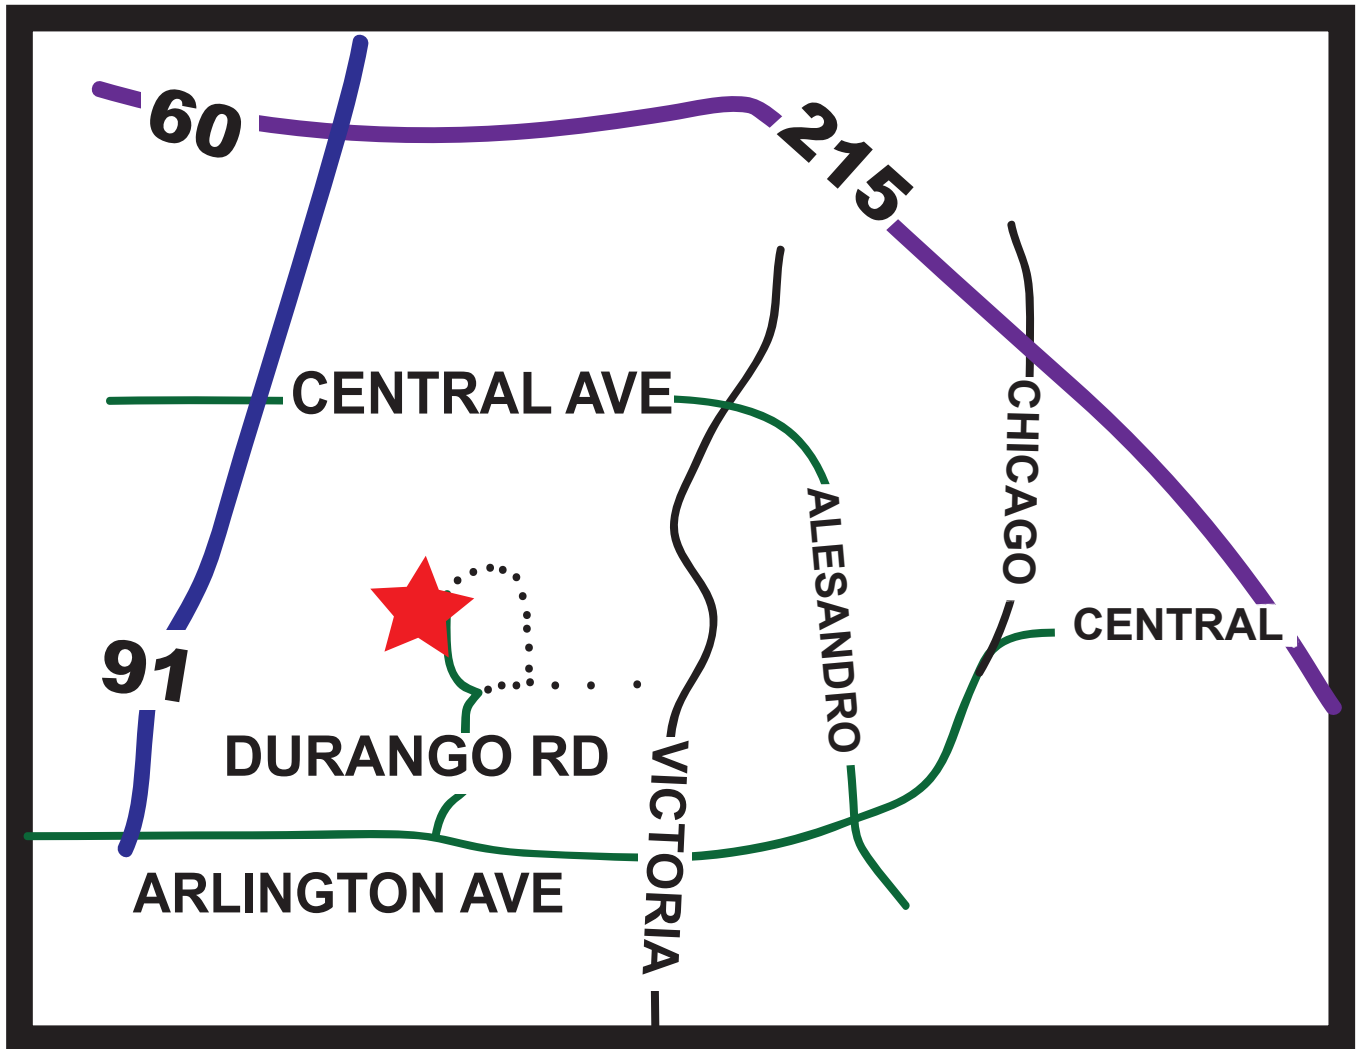 60
215
CENTRAL AVE
CHICAGO
ALESANDRO
CENTRAL
91
DURANGO RD
VICTORIA
ARLINGTON AVE